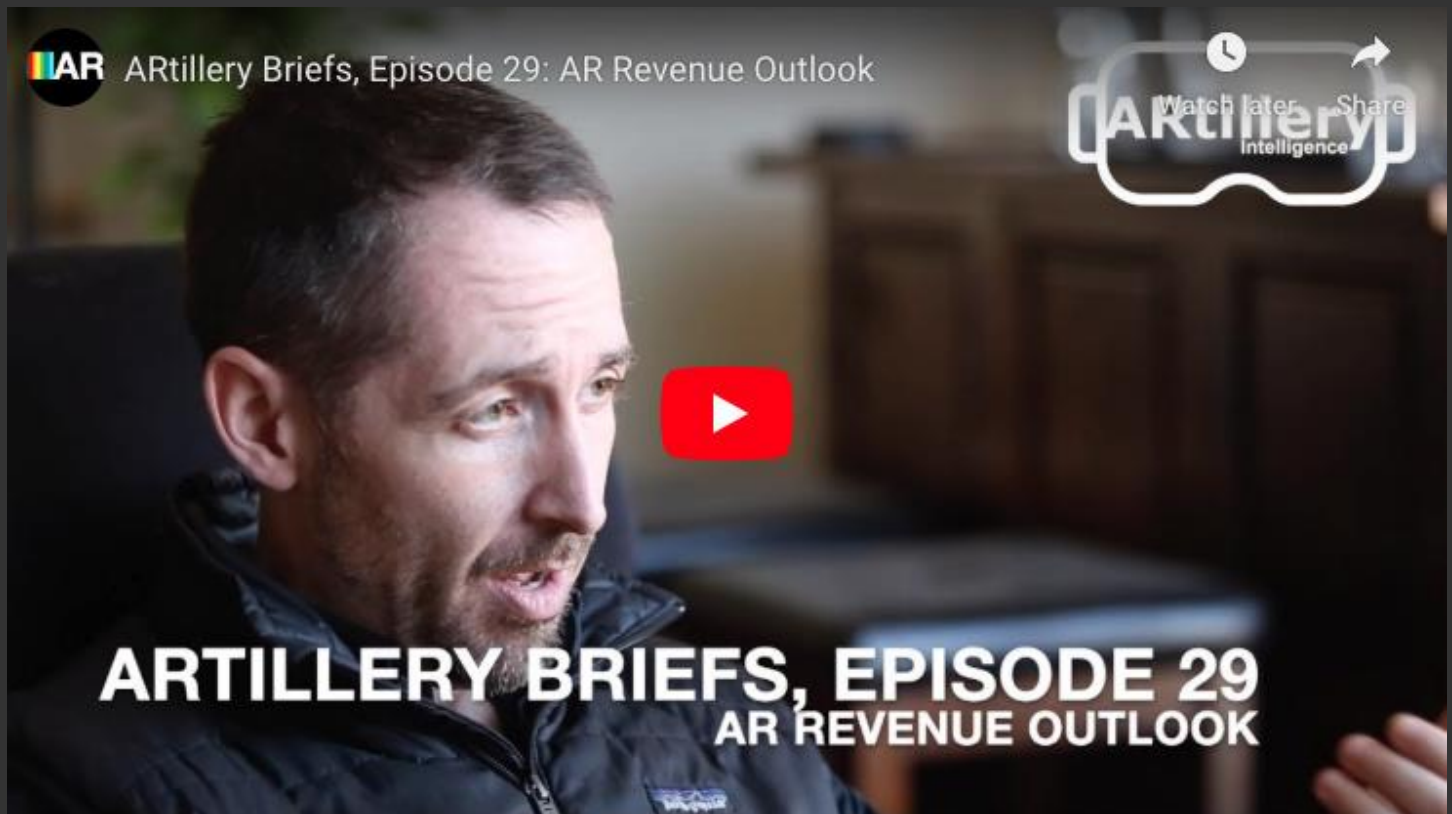 AR
ARtillery Briefs, Episode 29: AR Revenue Outlook
Watch later
Share
ARtillery
Intelligence
ARTILLERY BRIEFS, EPISODE 29
AR REVENUE OUTLOOK
patagonia